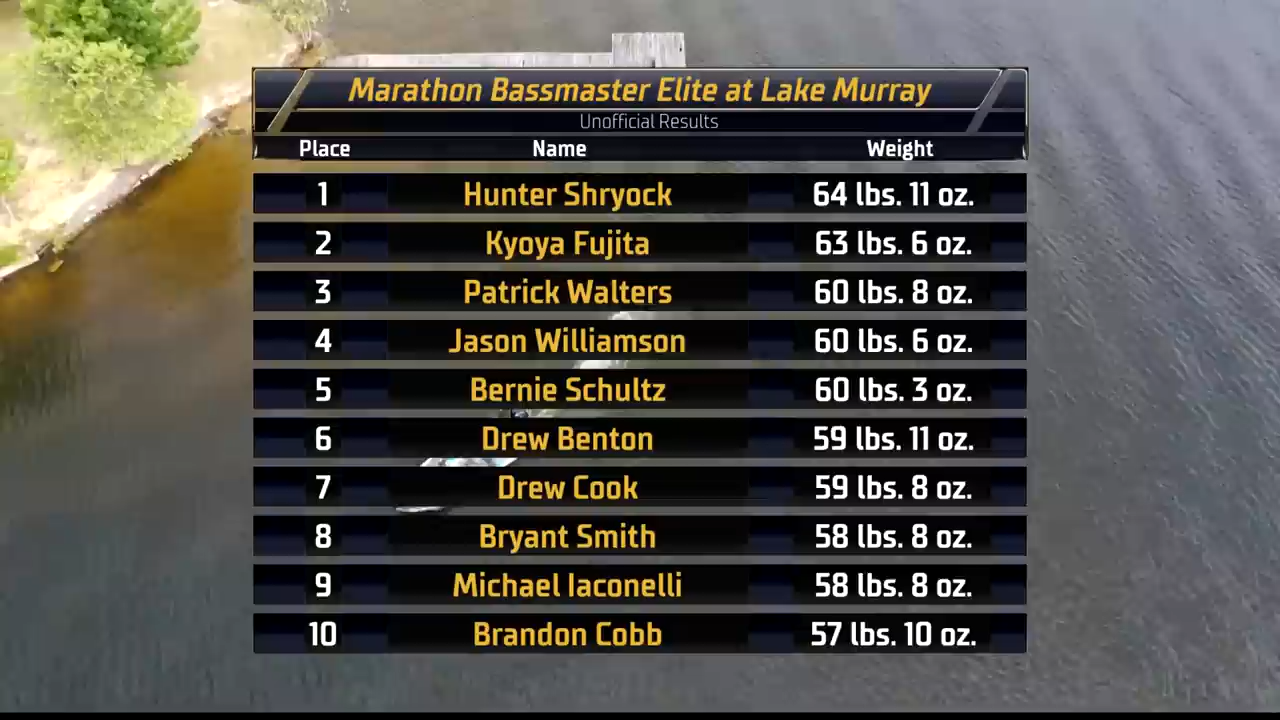 Marathon Bassmaster Elite at Lake Murray
Unofficial Results
Place Name Weight
1 Hunter Shryock 64 lbs. 11 oz.
2 Kyoya Fujita 63 lbs. 6 oz.
3 Patrick Walters 60 lbs. 8 oz.
4 Jason Williamson 60 lbs. 6 oz.
5 Bernie Schultz 60 lbs. 3 oz.
6 Drew Benton 59 lbs. 11 oz.
7 Drew Cook 59 lbs. 8 oz.
8 Bryant Smith 58 lbs. 8 oz.
9 Michael Iaconelli 58 lbs. 8 oz.
10 Brandon Cobb 57 lbs. 10 oz.